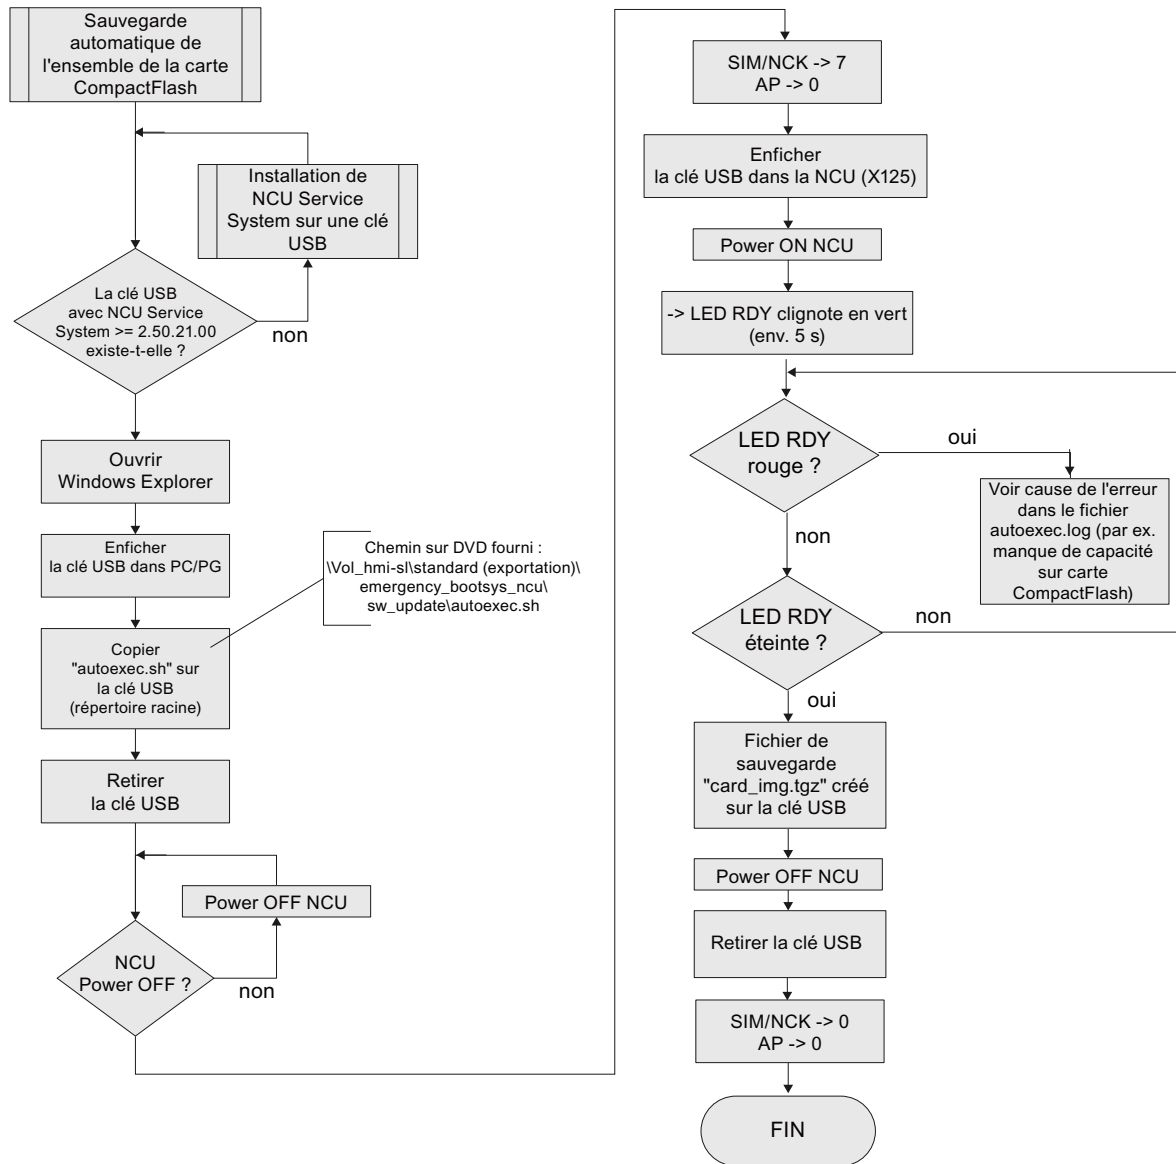 Sauvegarde
automatique de
l'ensemble de la carte
CompactFlash
Installation de
NCU Service
System sur une clé
USB
La clé USB
avec NCU Service
System >= 2.50.21.00
existe-t-elle ?
non
Ouvrir
Windows Explorer
Enficher
la clé USB dans PC/PG
Chemin sur DVD fourni :
\Vol_hmi-sl\standard (exportation)\
emergency_bootsys_ncu\
sw_update\autoexec.sh
Copier
"autoexec.sh" sur
la clé USB
(répertoire racine)
Retirer
la clé USB
Power OFF NCU
NCU
Power OFF ?
non
SIM/NCK -> 7
AP -> 0
Enficher
la clé USB dans la NCU (X125)
Power ON NCU
-> LED RDY clignote en vert
(env. 5 s)
LED RDY
rouge ?
oui
Voir cause de l'erreur
dans le fichier
autoexec.log (par ex.
manque de capacité
sur carte
CompactFlash)
non
LED RDY
éteinte ?
non
oui
Fichier de
sauvegarde
"card_img.tgz" créé
sur la clé USB
Power OFF NCU
Retirer la clé USB
SIM/NCK -> 0
AP -> 0
FIN